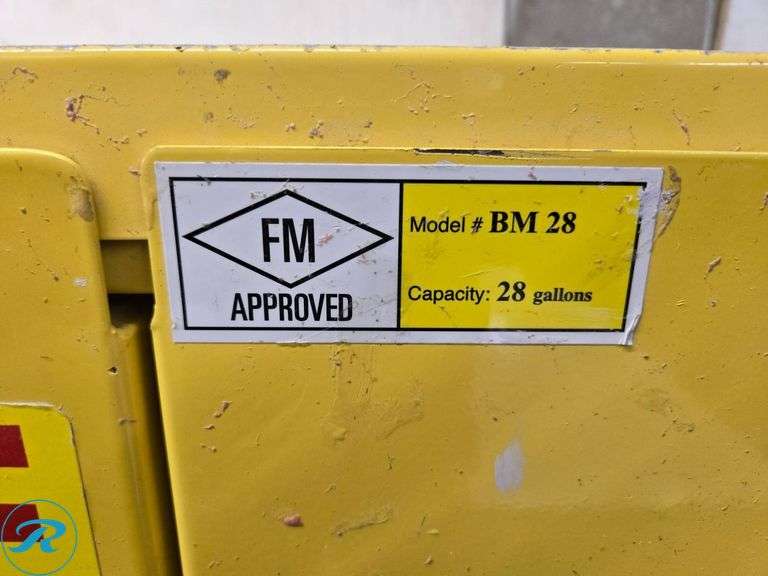 FM
APPROVED
Model # BM 28
Capacity: 28 gallons
R